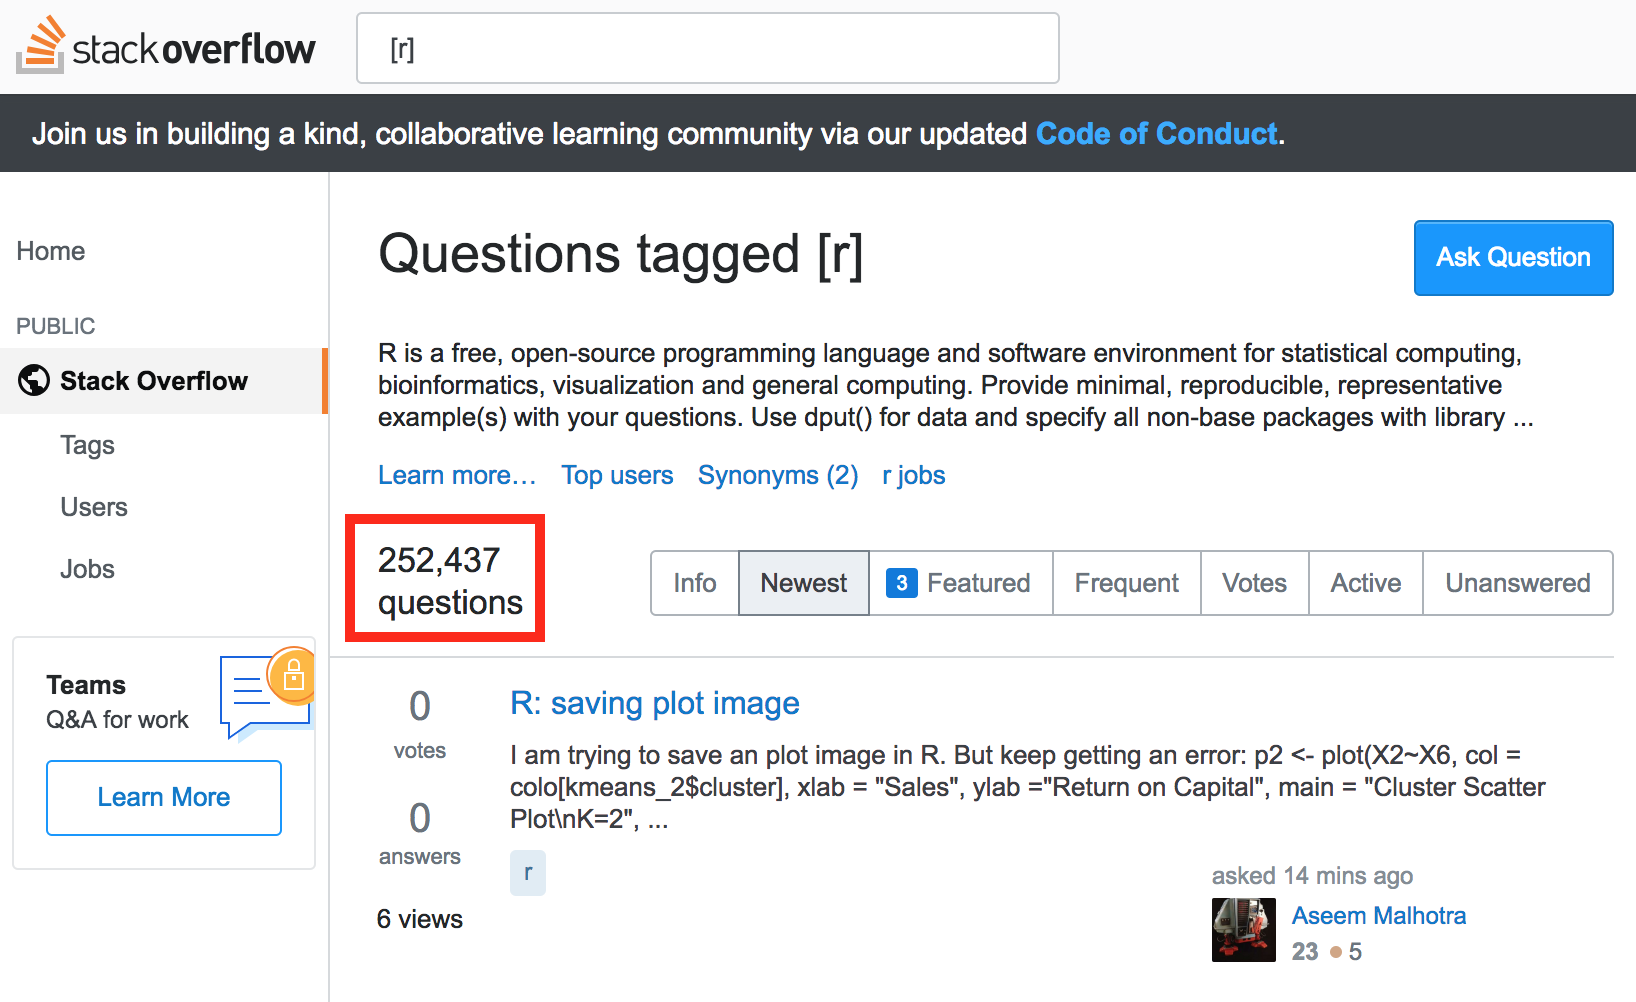 stackoverflow
[r]
Join us in building a kind, collaborative learning community via our updated Code of Conduct.
Home
PUBLIC
Stack Overflow
Tags
Users
Jobs
Teams
Q&A for work
Learn More
Questions tagged [r]
Ask Question
R is a free, open-source programming language and software environment for statistical computing,
bioinformatics, visualization and general computing. Provide minimal, reproducible, representative
example(s) with your questions. Use dput() for data and specify all non-base packages with library ...
Learn more… Top users Synonyms (2) r jobs
252,437
questions
Info Newest 3 Featured Frequent Votes Active Unanswered
0
votes
0
answers
6 views
R: saving plot image
I am trying to save an plot image in R. But keep getting an error: p2 <- plot(X2~X6, col =
colo[kmeans_2$cluster], xlab = "Sales", ylab ="Return on Capital", main = "Cluster Scatter
Plot\nK=2", ...
r
asked 14 mins ago
Aseem Malhotra
23 5